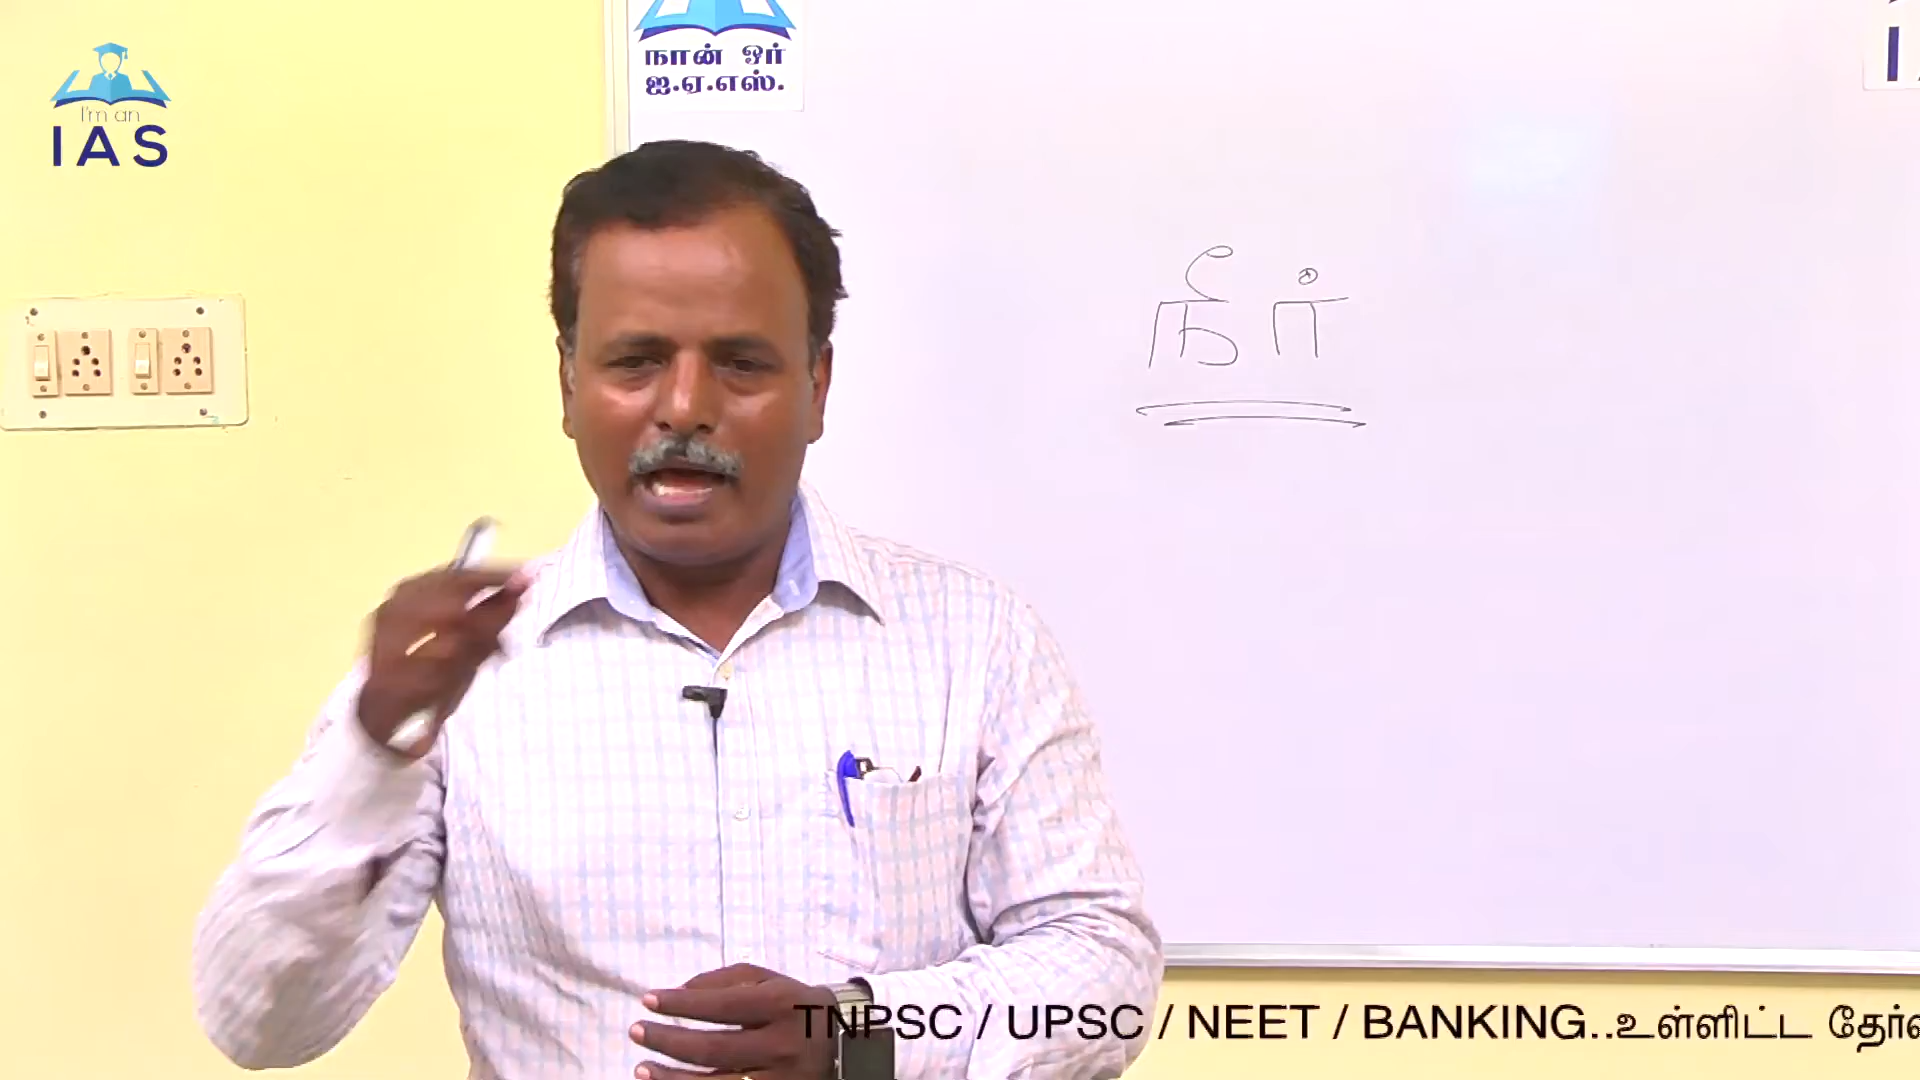 I'm an
IAS
நான் ஓர்
ஐ.ஏ.எஸ்.
நீர்
TNPSC / UPSC / NEET / BANKING..உள்ளிட்ட